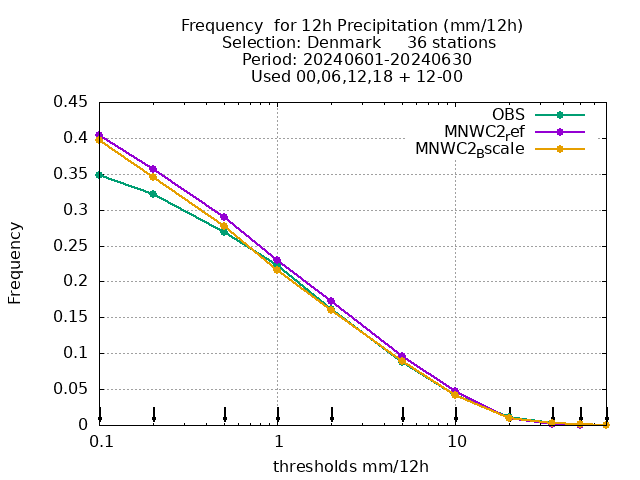 Frequency  for 12h Precipitation (mm/12h)
Selection: Denmark     36 stations
Period: 20240601-20240630
Used 00,06,12,18 + 12-00
0.45
0.4
0.35
0.3
0.25
0.2
0.15
0.1
0.05
0
Frequency
OBS
MNWC2ref
MNWC2Bscale
0.1
1
10
thresholds mm/12h